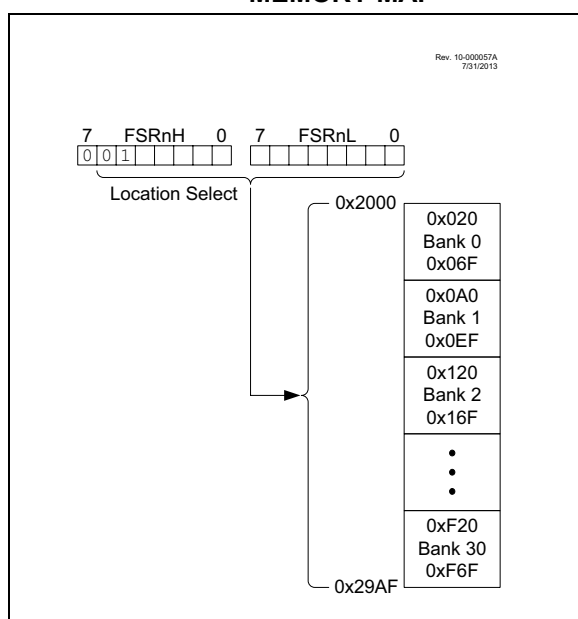 MEMORY MAP
Rev. 10-000057A
7/31/2013
7 FSRnH 0 7 FSRnL 0
0 0 1
Location Select
0x2000
0x020
Bank 0
0x06F
0x0A0
Bank 1
0x0EF
0x120
Bank 2
0x16F
0xF20
Bank 30
0xF6F
0x29AF